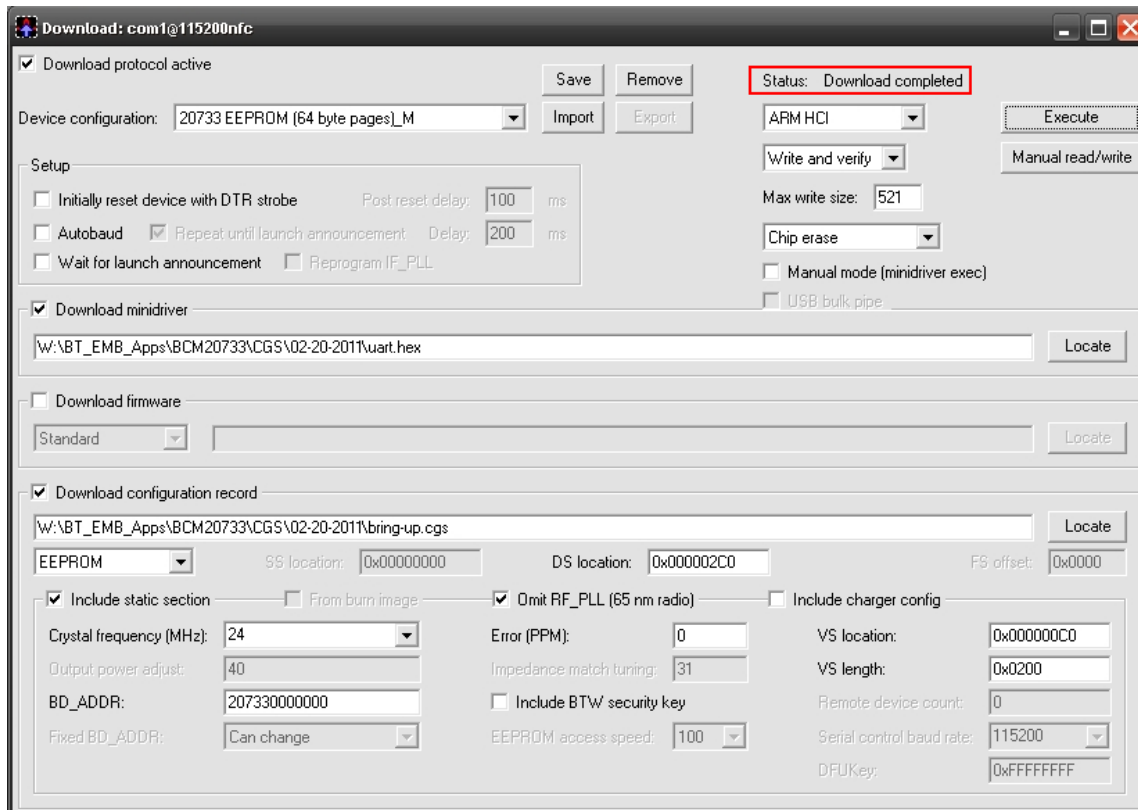 Download: com1@115200nfc
Download protocol active
Save Remove
Status: Download completed
Device configuration: 20733 EEPROM (64 byte pages)_M Import Export
ARM HCI Execute
Setup
Write and verify Manual read/write
Initially reset device with DTR strobe Post reset delay: 100 ms
Max write size: 521
Autobaud Repeat until launch announcement Delay: 200 ms
Chip erase
Wait for launch announcement Reprogram IF_PLL
Manual mode (minidriver exec)
USB bulk pipe
Download minidriver
W:\BT_EMB_Apps\BCM20733\CGS\02-20-2011\uart.hex Locate
Download firmware
Standard Locate
Download configuration record
W:\BT_EMB_Apps\BCM20733\CGS\02-20-2011\bring-up.cgs Locate
EEPROM SS location: 0x00000000 DS location: 0x000002C0 FS offset: 0x0000
Include static section From burn image Omit RF_PLL (65 nm radio) Include charger config
Crystal frequency (MHz): 24 Error (PPM): 0 VS location: 0x000000C0
Output power adjust: 40 Impedance match tuning: 31 VS length: 0x0200
BD_ADDR: 207330000000 Include BTW security key Remote device count: 0
Fixed BD_ADDR: Can change EEPROM access speed: 100 Serial control baud rate: 115200
DFUKey: 0xFFFFFFFF